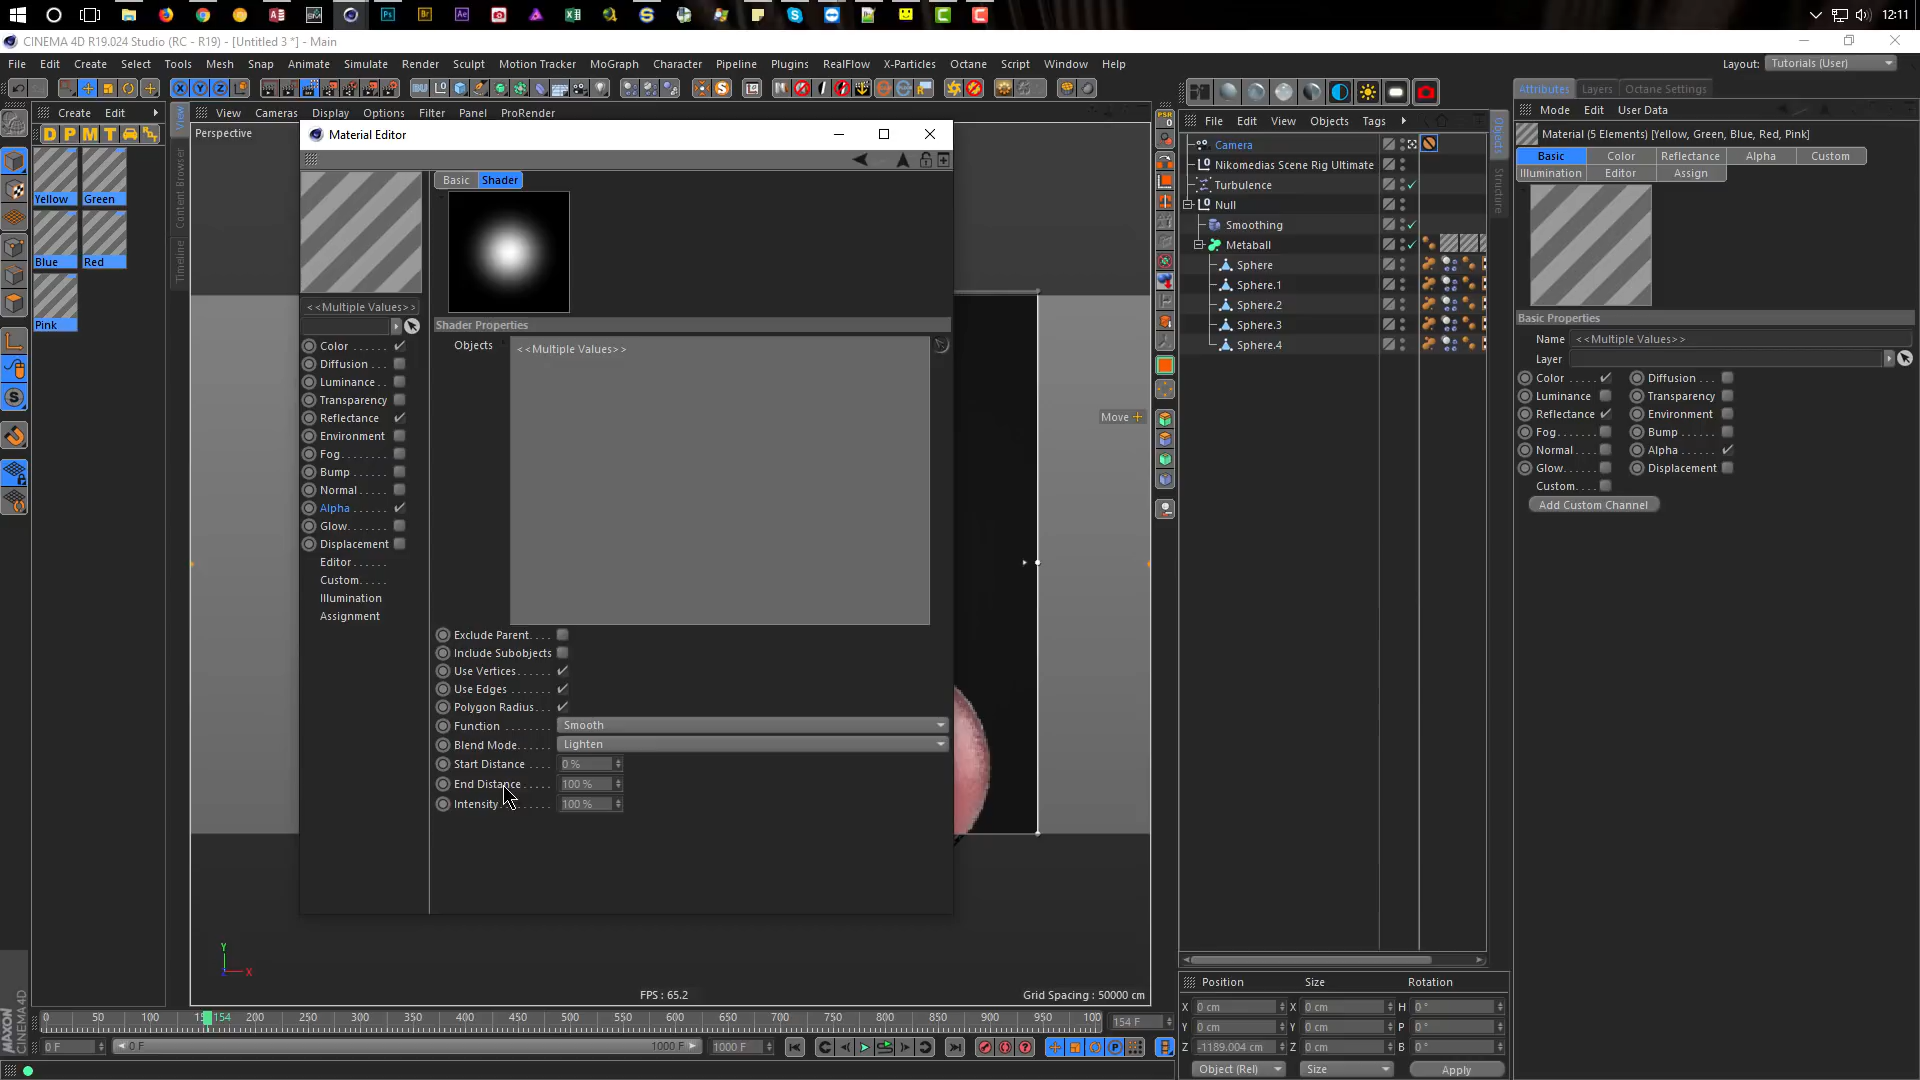 12:11
CINEMA 4D R19.024 Studio (RC - R19) - [Untitled 3 *] - Main
File Edit Create Select Tools Mesh Snap Animate Simulate Render Sculpt Motion Tracker MoGraph Character Pipeline Plugins RealFlow X-Particles Octane Script Window Help
Layout: Tutorials (User)
Create Edit
View Cameras Display Options Filter Panel ProRender
Perspective
D P M T
Yellow Green
Blue Red
Pink
View
Content Browser
Timeline
Material Editor
<<Multiple Values>>
Color
Diffusion
Luminance
Transparency
Reflectance
Environment
Fog
Bump
Normal
Alpha
Glow
Displacement
Editor
Custom
Illumination
Assignment
Basic Shader
Shader Properties
Objects <<Multiple Values>>
Exclude Parent
Include Subobjects
Use Vertices
Use Edges
Polygon Radius
Function Smooth
Blend Mode Lighten
Start Distance 0 %
End Distance 100 %
Intensity 100 %
Move
FPS : 65.2
Grid Spacing : 50000 cm
Y
X
Z
PSR
0
File Edit View Objects Tags
Camera
Nikomedias Scene Rig Ultimate
Turbulence
Null
Smoothing
Metaball
Sphere
Sphere.1
Sphere.2
Sphere.3
Sphere.4
Objects
Structure
Attributes Layers Octane Settings
Mode Edit User Data
Material (5 Elements) [Yellow, Green, Blue, Red, Pink]
Basic Color Reflectance Alpha Custom
Illumination Editor Assign
Basic Properties
Name <<Multiple Values>>
Layer
Color Diffusion
Luminance Transparency
Reflectance Environment
Fog Bump
Normal Alpha
Glow Displacement
Custom
Add Custom Channel
Position Size Rotation
X 0 cm X 0 cm H 0 °
Y 0 cm Y 0 cm P 0 °
Z -1189.004 cm Z 0 cm B 0 °
Object (Rel) Size Apply
0 50 100 154 200 250 300 350 400 450 500 550 600 650 700 750 800 850 900 950 100 154 F
0 F 0 F 1000 F 1000 F
MAXON
CINEMA 4D